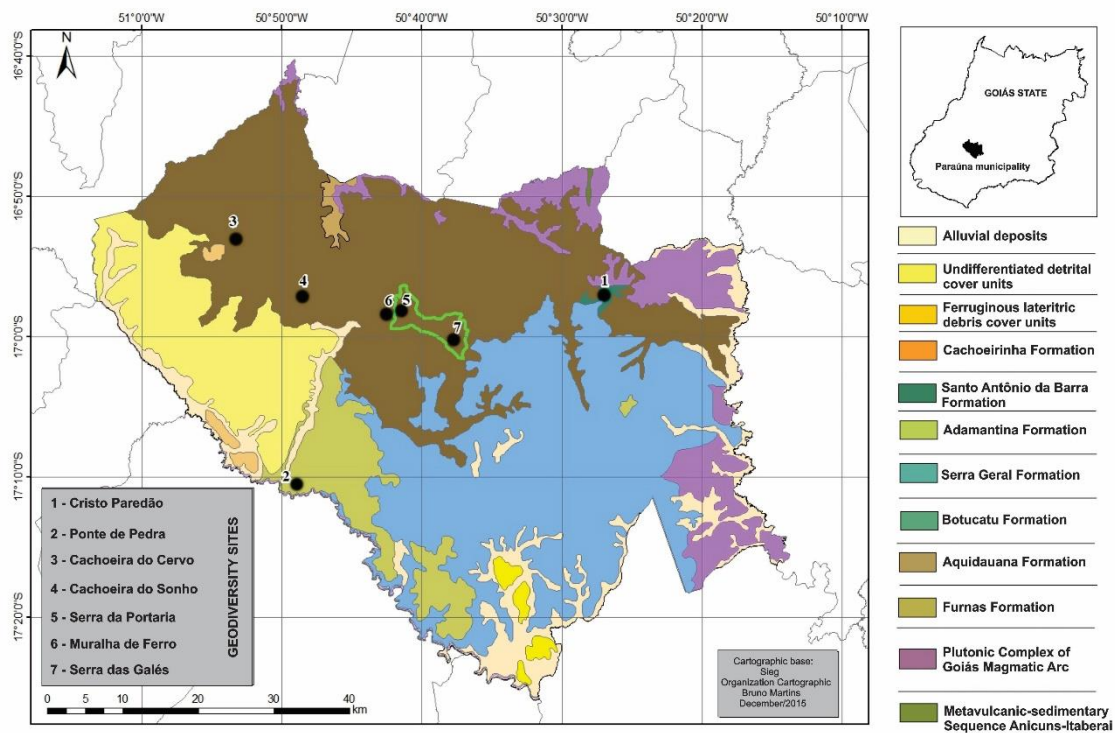 51°0'0"W 50°50'0"W 50°40'0"W 50°30'0"W 50°20'0"W 50°10'0"W
N
16°40'0"S
16°50'0"S
17°0'0"S
17°10'0"S
17°20'0"S
3
4
6
5
7
1
2
1 - Cristo Paredão
2 - Ponte de Pedra
3 - Cachoeira do Cervo
4 - Cachoeira do Sonho
5 - Serra da Portaria
6 - Muralha de Ferro
7 - Serra das Galés
GEODIVERSITY SITES
0 5 10 20 30 40
km
Cartographic base:
Sieg
Organization Cartographic
Bruno Martins
December/2015
GOIÁS STATE
Paraúna municipality
Alluvial deposits
Undifferentiated detrital
cover units
Ferruginous lateritric
debris cover units
Cachoeirinha Formation
Santo Antônio da Barra
Formation
Adamantina Formation
Serra Geral Formation
Botucatu Formation
Aquidauana Formation
Furnas Formation
Plutonic Complex of
Goiás Magmatic Arc
Metavulcanic-sedimentary
Sequence Anicuns-Itaberai